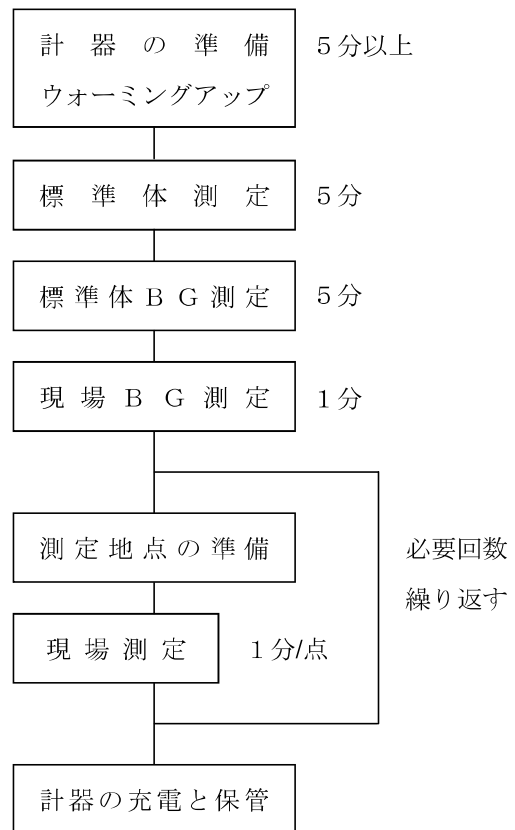 計器の準備
ウォーミングアップ
５分以上
標準体測定
５分
標準体ＢＧ測定
５分
現場ＢＧ測定
１分
測定地点の準備
必要回数
繰り返す
現場測定
１分/点
計器の充電と保管